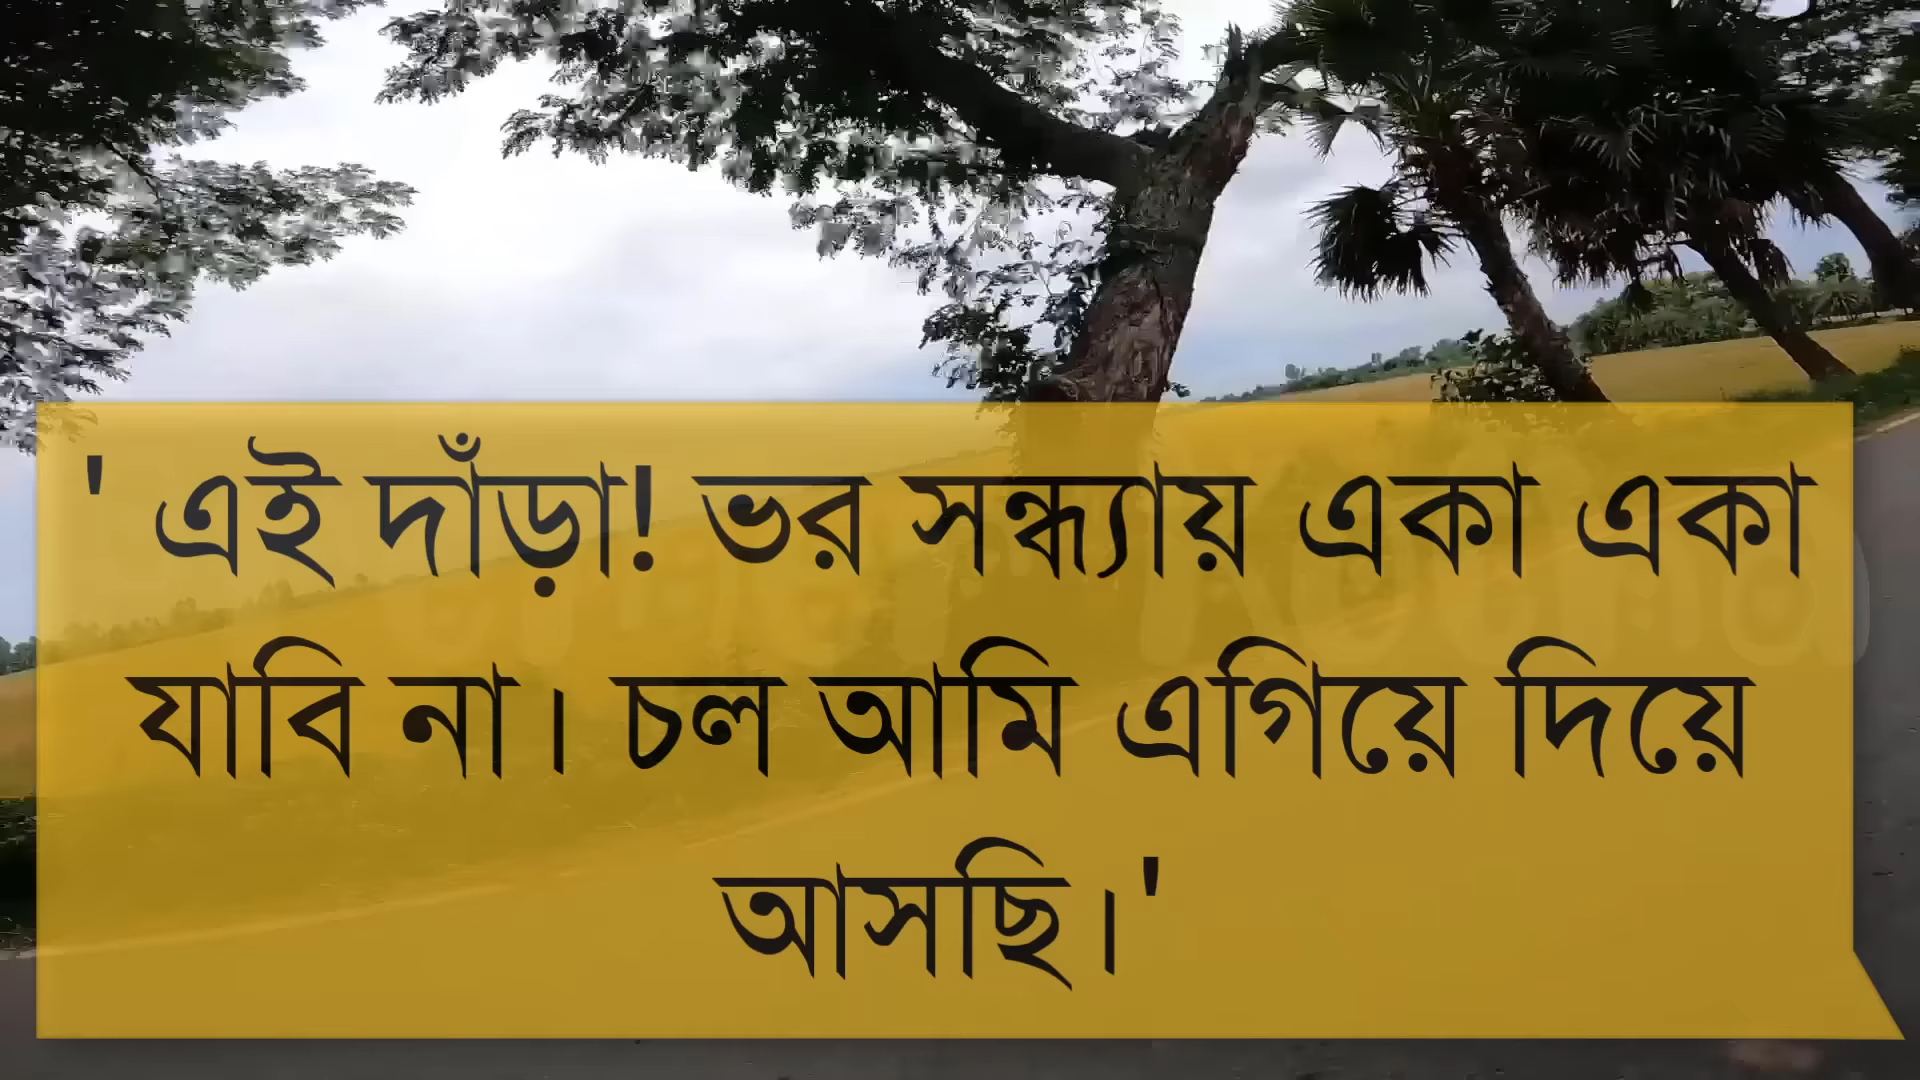 ' এই দাঁড়া! ভর সন্ধ্যায় একা একা
যাবি না। চল আমি এগিয়ে দিয়ে
আসছি।'